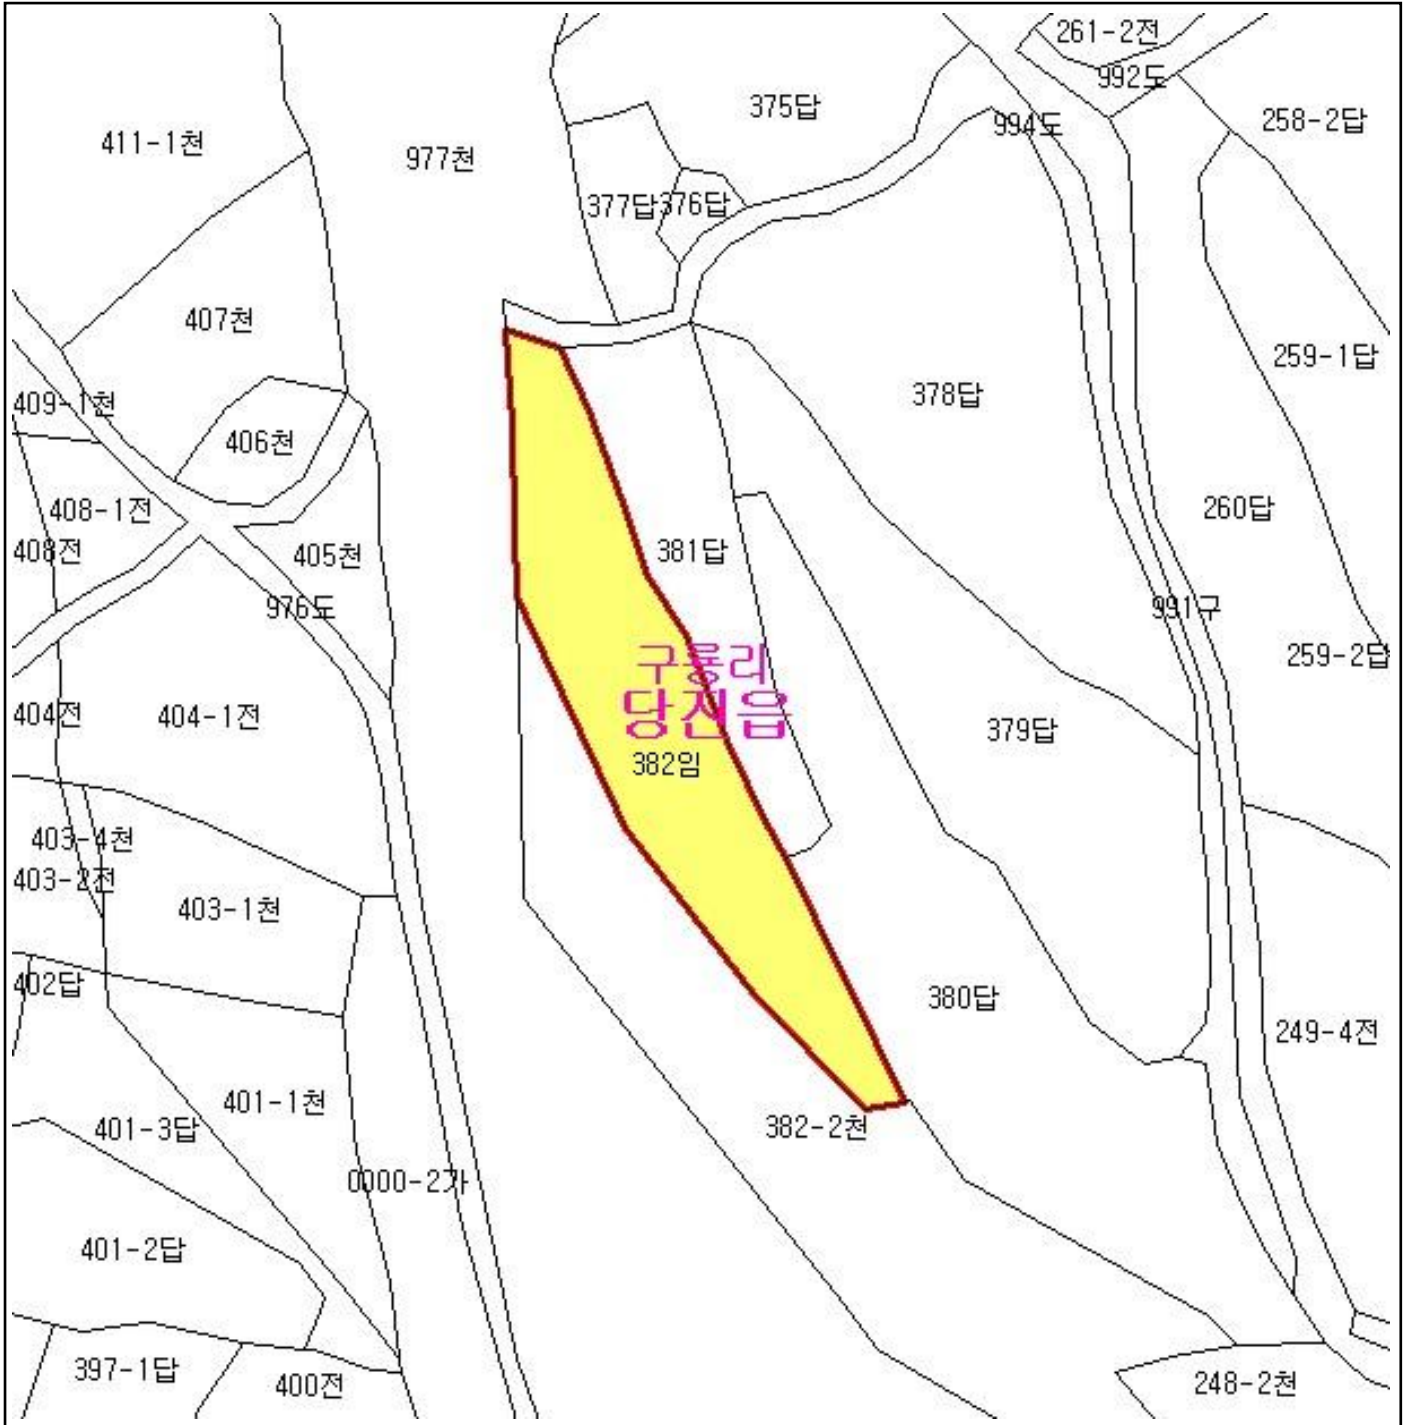 261-2전
992도
375답
994도
258-2답
411-1천
977천
377답
376답
407천
259-1답
378답
409-1천
406천
408-1전
260답
408전
405천
381답
976도
991구
구룡리
259-2답
당진읍
404전
404-1전
379답
382임
403-4천
403-2전
403-1천
402답
380답
249-4전
401-1천
401-3답
382-2천
0000-2가
401-2답
397-1답
400전
248-2천